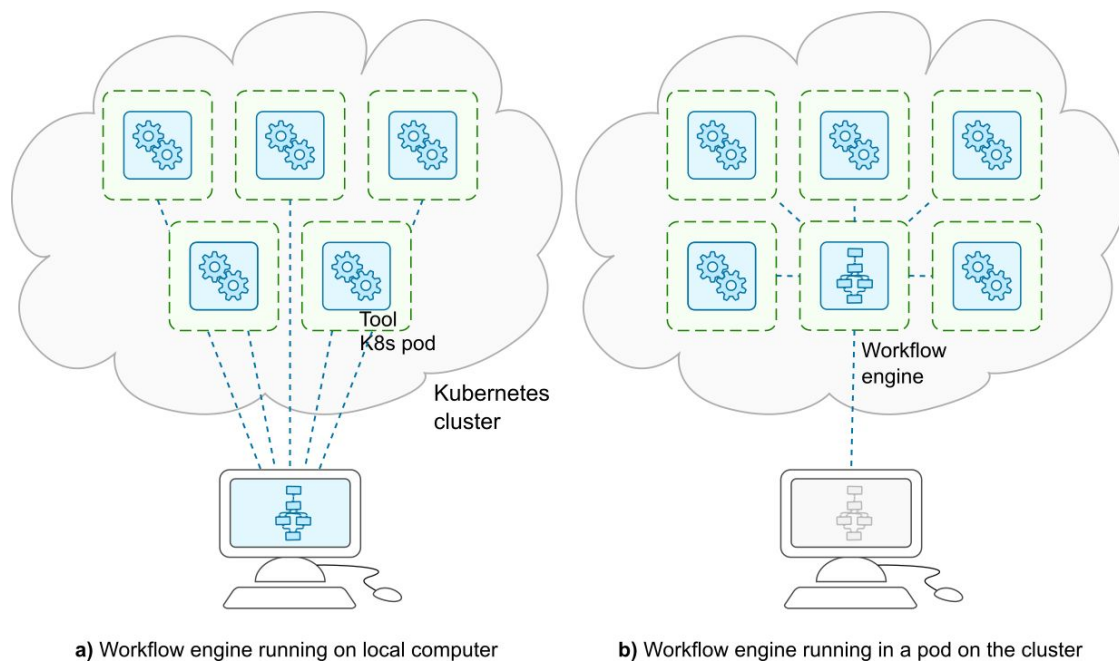 Tool
K8s pod
Kubernetes
cluster
Workflow
engine
a) Workflow engine running on local computer
b) Workflow engine running in a pod on the cluster